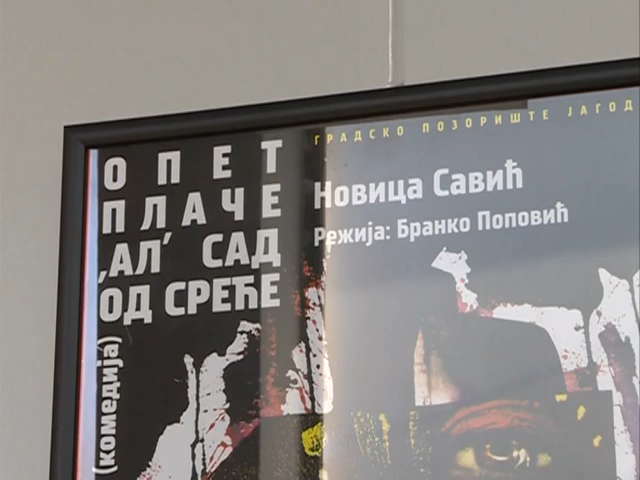 ГРАДСКО ПОЗОРИШТЕ ЈАГОД
ОПЕТ
ПЛАЧЕ
‚АЛ’ САД
ОД СРЕЋЕ
(комедија)
Новица Савић
Режија: Бранко Поповић